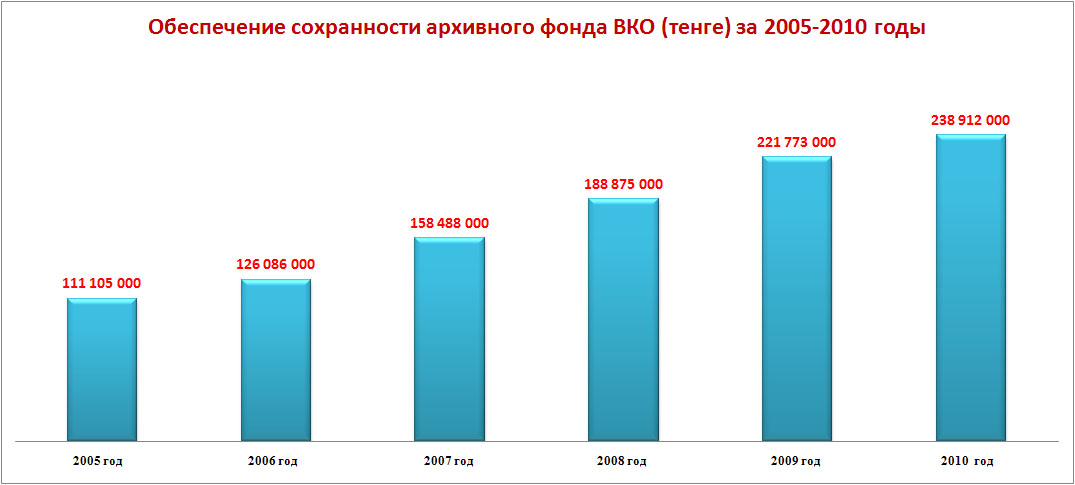 Обеспечение сохранности архивного фонда ВКО (тенге) за 2005-2010 годы
238 912 000
221 773 000
188 875 000
158 488 000
126 086 000
111 105 000
2005 год 2006 год 2007 год 2008 год 2009 год 2010 год